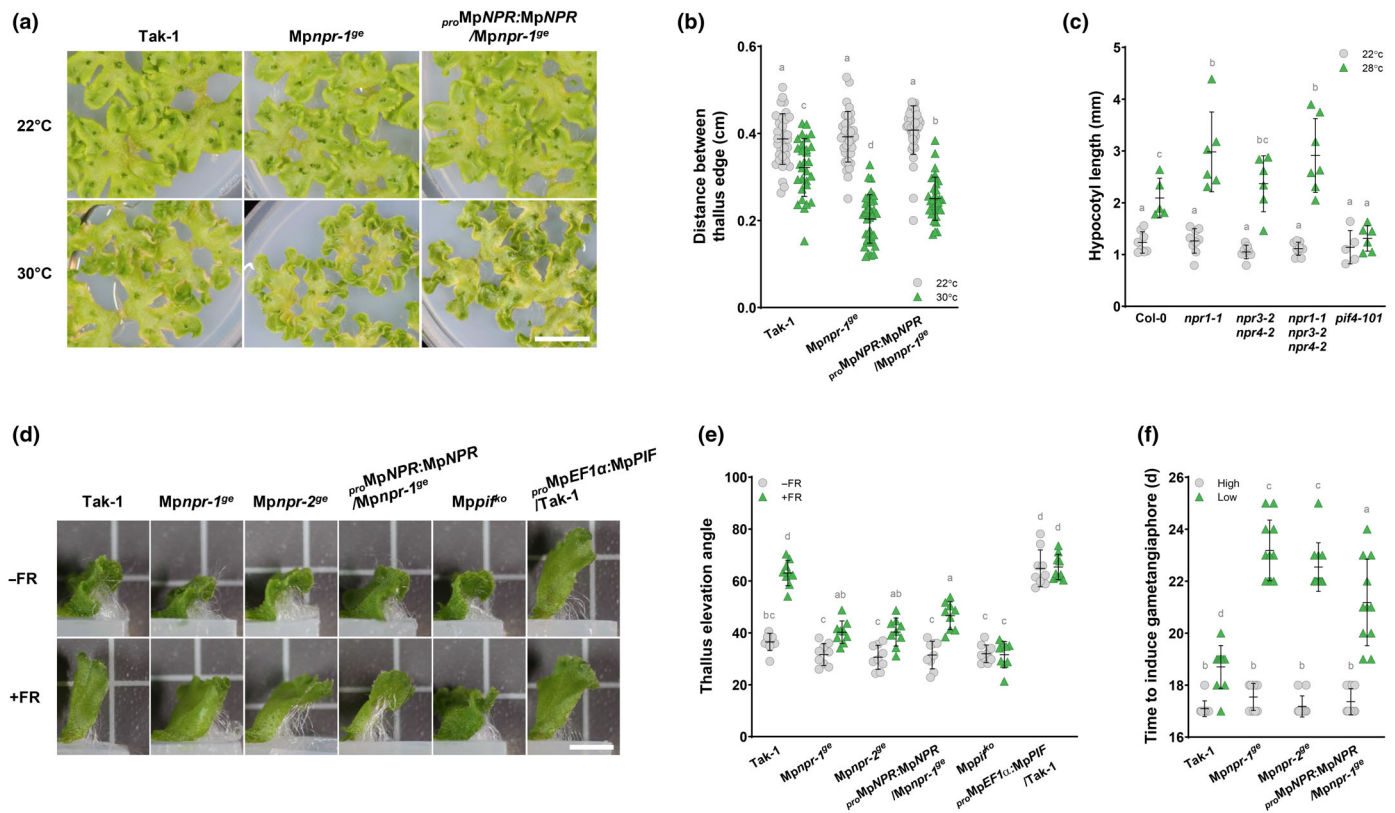 (a)
Tak-1
Mpnpr-1ge
proMpNPR:MpNPR
/Mpnpr-1ge
22°C
30°C
(b)
Distance between
thallus edge (cm)
0.6
0.4
0.2
0.0
a
c
a
d
a
b
22°c
30°c
Tak-1
Mpnpr-1ge
proMpNPR:MpNPR
/Mpnpr-1ge
(c)
Hypocotyl length (mm)
5
4
3
2
1
0
22°c
28°c
a
c
a
b
a
bc
a
b
a
a
Col-0
npr1-1
npr3-2
npr4-2
npr1-1
npr3-2
npr4-2
pif4-101
(d)
Tak-1
Mpnpr-1ge
Mpnpr-2ge
proMpNPR:MpNPR
/Mpnpr-1ge
Mppifko
proMpEF1α:MpPIF
/Tak-1
–FR
+FR
(e)
Thallus elevation angle
100
80
60
40
20
0
–FR
+FR
bc
d
c
ab
c
ab
c
a
c
c
d
d
Tak-1
Mpnpr-1ge
Mpnpr-2ge
proMpNPR:MpNPR
/Mpnpr-1ge
Mppifko
proMpEF1α:MpPIF
/Tak-1
(f)
Time to induce gametangiaphore (d)
26
24
22
20
18
16
High
Low
b
d
b
c
b
c
b
a
Tak-1
Mpnpr-1ge
Mpnpr-2ge
proMpNPR:MpNPR
/Mpnpr-1ge